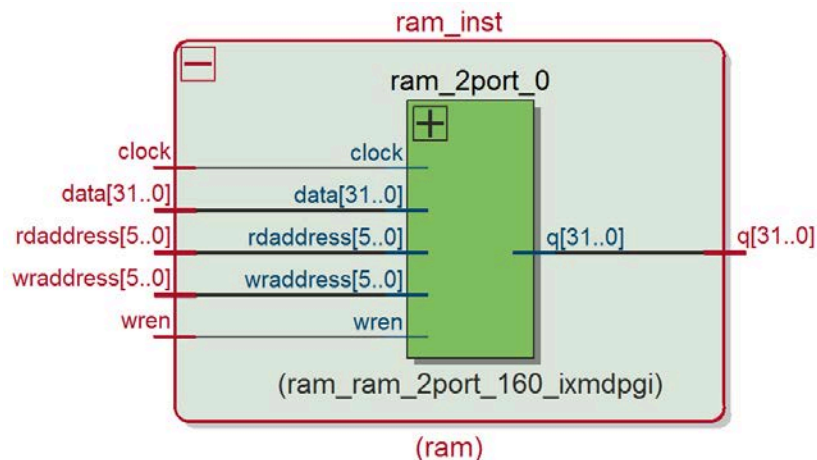 ram_inst
ram_2port_0
clock clock
data[31..0] data[31..0]
rdaddress[5..0] rdaddress[5..0] q[31..0] q[31..0]
wraddress[5..0] wraddress[5..0]
wren wren
(ram_ram_2port_160_ixmdpgi)
(ram)